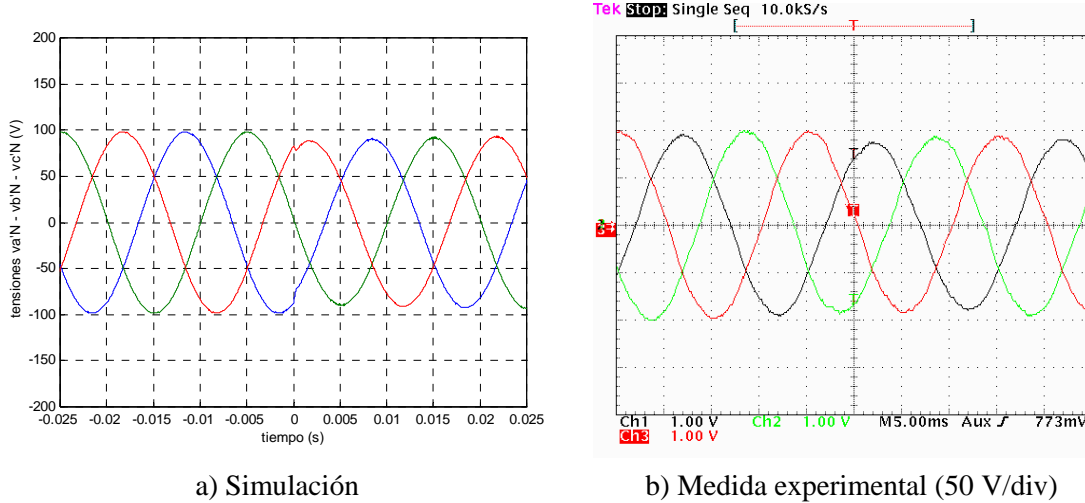 Tek Stop: Single Seq 10.0kS/s
[ T ]
200
150
100
50
0
-50
-100
-150
-200
tensiones va'N - vb'N - vc'N (V)
-0.025 -0.02 -0.015 -0.01 -0.005 0 0.005 0.01 0.015 0.02 0.025
tiempo (s)
T
3
Ch1 1.00 V Ch2 1.00 V M5.00ms Aux ʃ 773mV
Ch3 1.00 V
a) Simulación
b) Medida experimental (50 V/div)